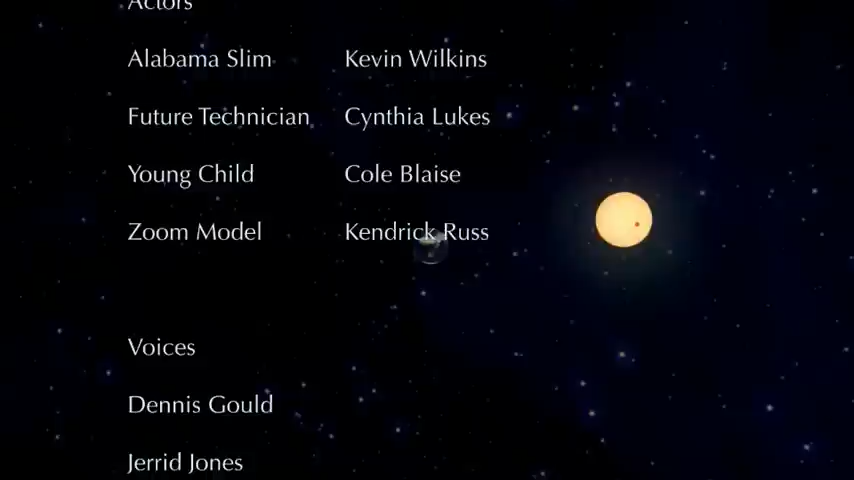 Actors
Alabama Slim Kevin Wilkins
Future Technician Cynthia Lukes
Young Child Cole Blaise
Zoom Model Kendrick Russ
Voices
Dennis Gould
Jerrid Jones